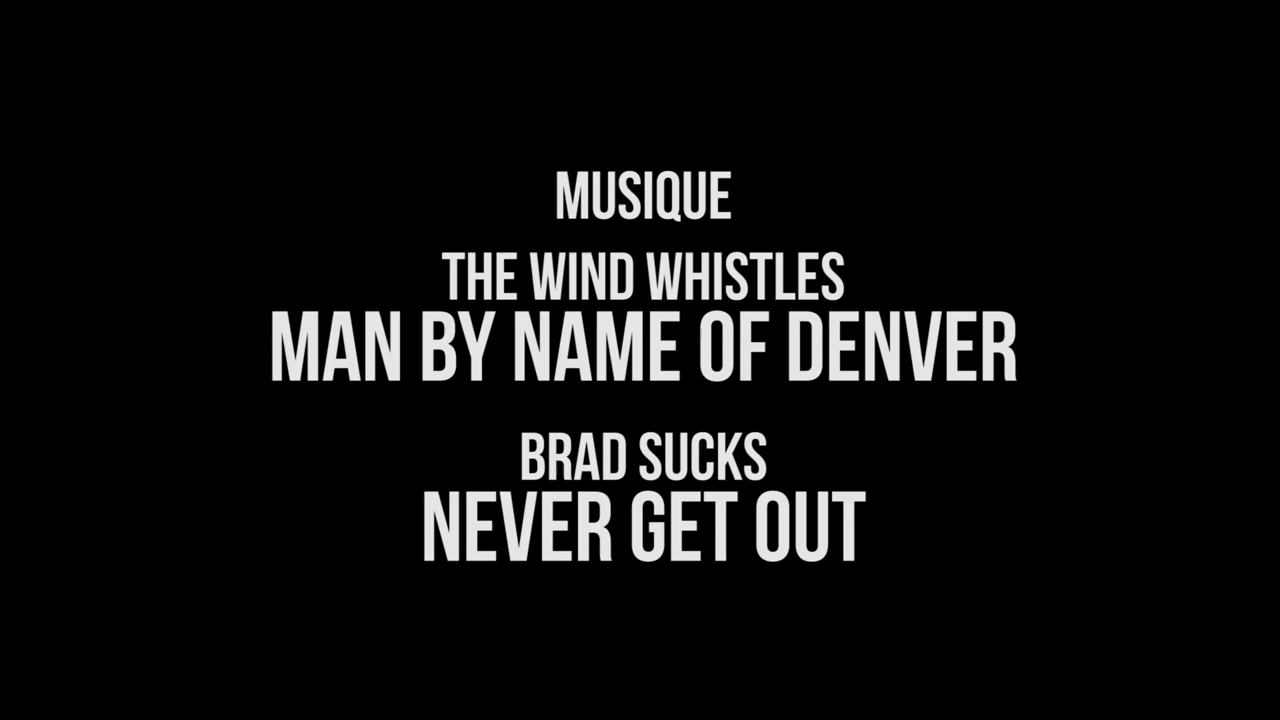 MUSIQUE
THE WIND WHISTLES
MAN BY NAME OF DENVER
BRAD SUCKS
NEVER GET OUT